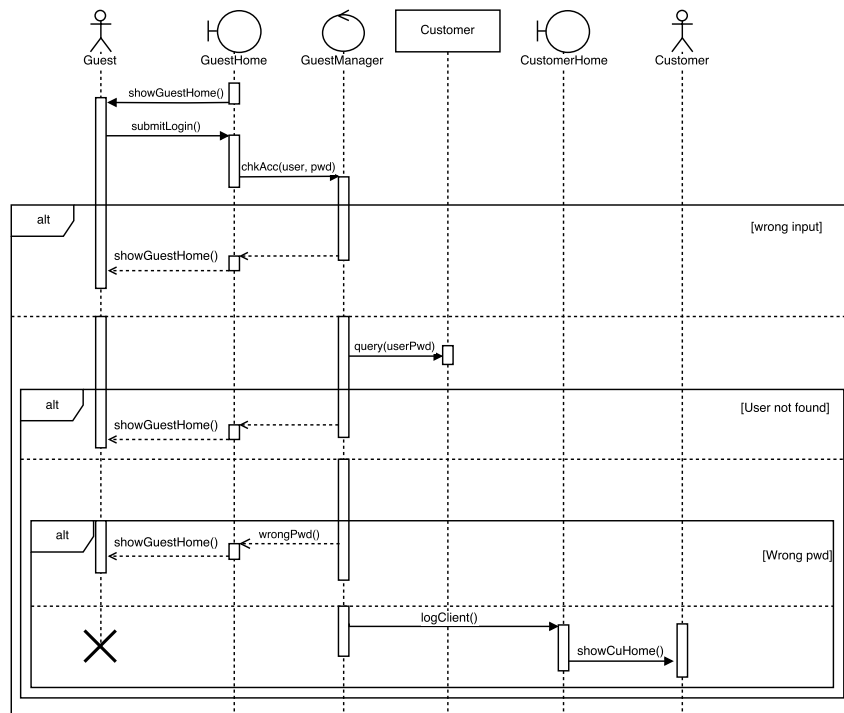 Customer
Guest
GuestHome
GuestManager
CustomerHome
Customer
showGuestHome()
submitLogin()
chkAcc(user, pwd)
alt
[wrong input]
showGuestHome()
query(userPwd)
alt
[User not found]
showGuestHome()
alt
wrongPwd()
showGuestHome()
[Wrong pwd]
logClient()
showCuHome()